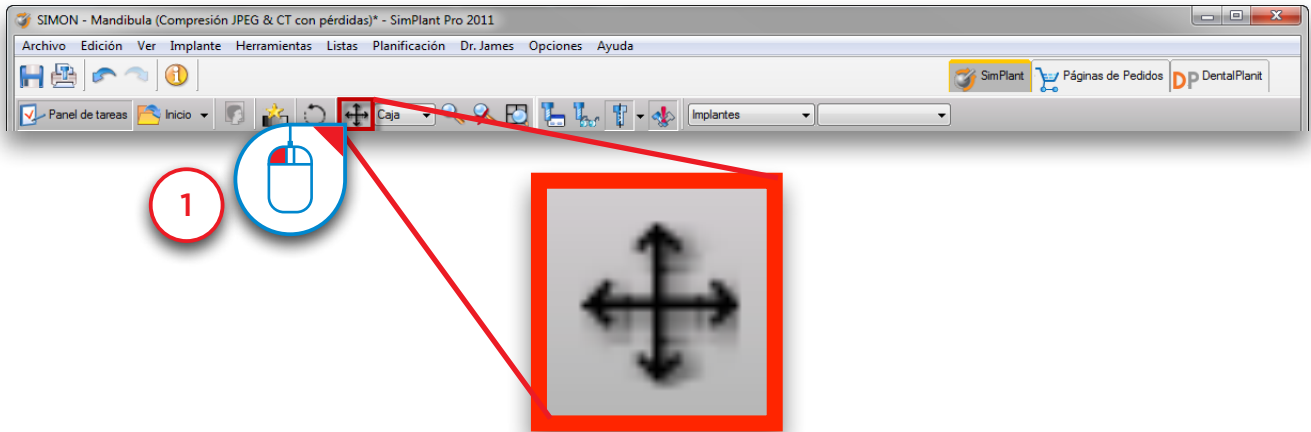 SIMON - Mandibula (Compresión JPEG & CT con pérdidas)* - SimPlant Pro 2011
Archivo Edición Ver Implante Herramientas Listas Planificación Dr. James Opciones Ayuda
SimPlant Páginas de Pedidos DP DentalPlanit
Panel de tareas Inicio Caja Implantes
1